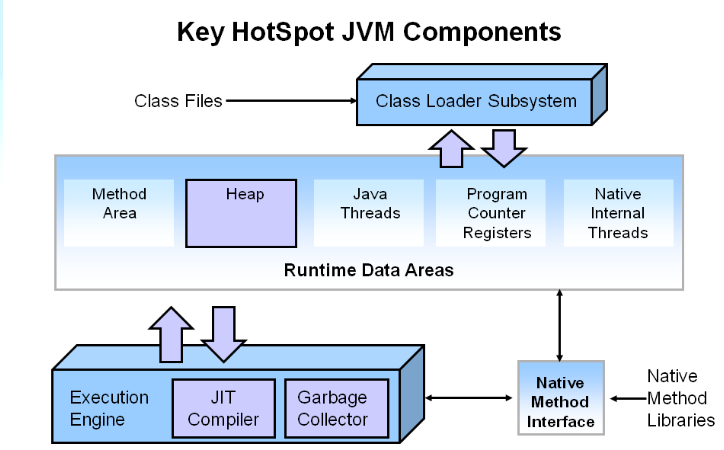 Key HotSpot JVM Components
Class Files
Class Loader Subsystem
Method
Area
Heap
Java
Threads
Program
Counter
Registers
Native
Internal
Threads
Runtime Data Areas
Execution
Engine
JIT
Compiler
Garbage
Collector
Native
Method
Interface
Native
Method
Libraries